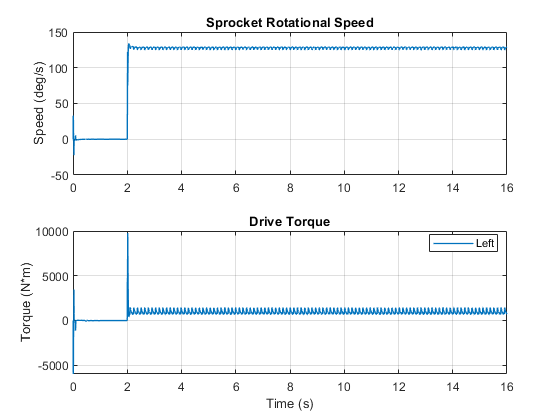 Sprocket Rotational Speed
150
100
50
0
-50
Speed (deg/s)
0 2 4 6 8 10 12 14 16
Drive Torque
10000
5000
0
-5000
Torque (N*m)
Left
0 2 4 6 8 10 12 14 16
Time (s)